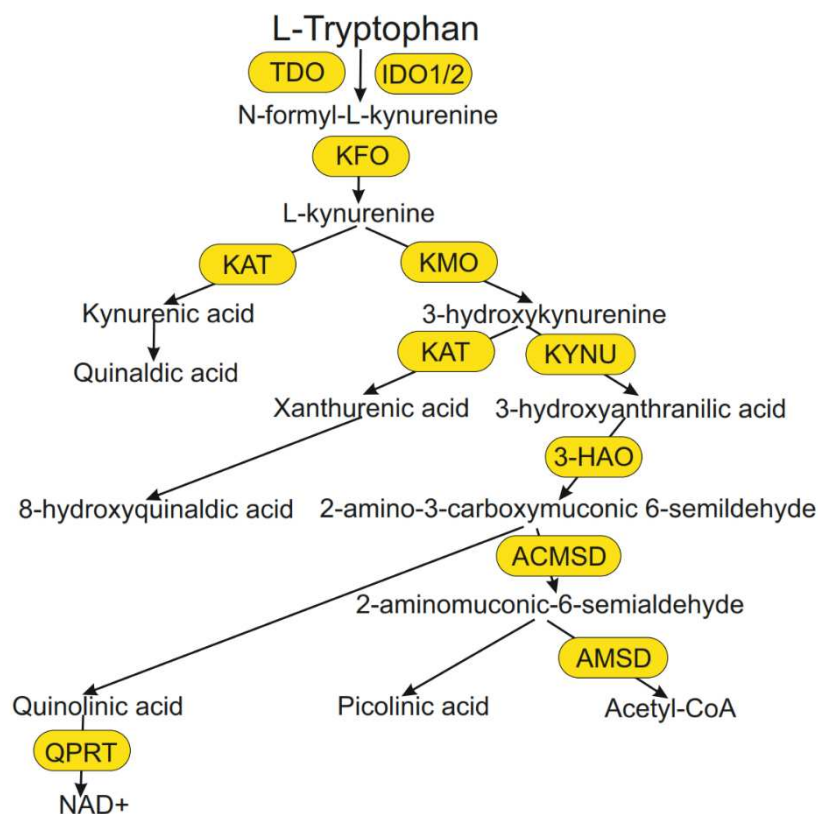 L-Tryptophan
TDO IDO1/2
N-formyl-L-kynurenine
KFO
L-kynurenine
KAT KMO
Kynurenic acid 3-hydroxykynurenine
KAT KYNU
Quinaldic acid
Xanthurenic acid 3-hydroxyanthranilic acid
3-HAO
8-hydroxyquinaldic acid 2-amino-3-carboxymuconic 6-semildehyde
ACMSD
2-aminomuconic-6-semialdehyde
AMSD
Quinolinic acid Picolinic acid Acetyl-CoA
QPRT
NAD+